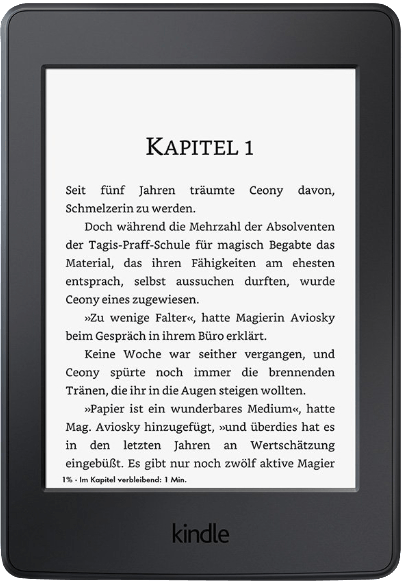 KAPITEL 1
Seit fünf Jahren träumte Ceony davon,
Schmelzerin zu werden.
Doch während die Mehrzahl der Absolventen
der Tagis-Praff-Schule für magisch Begabte das
Material, das ihren Fähigkeiten am ehesten
entsprach, selbst aussuchen durften, wurde
Ceony eines zugewiesen.
»Zu wenige Falter«, hatte Magierin Aviosky
beim Gespräch in ihrem Büro erklärt.
Keine Woche war seither vergangen, und
Ceony spürte noch immer die brennenden
Tränen, die ihr in die Augen steigen wollten.
»Papier ist ein wunderbares Medium«, hatte
Mag. Aviosky hinzugefügt, »und überdies hat es
in den letzten Jahren an Wertschätzung
eingebüßt. Es gibt nur noch zwölf aktive Magier
1% - Im Kapitel verbleibend: 1 Min.
kindle